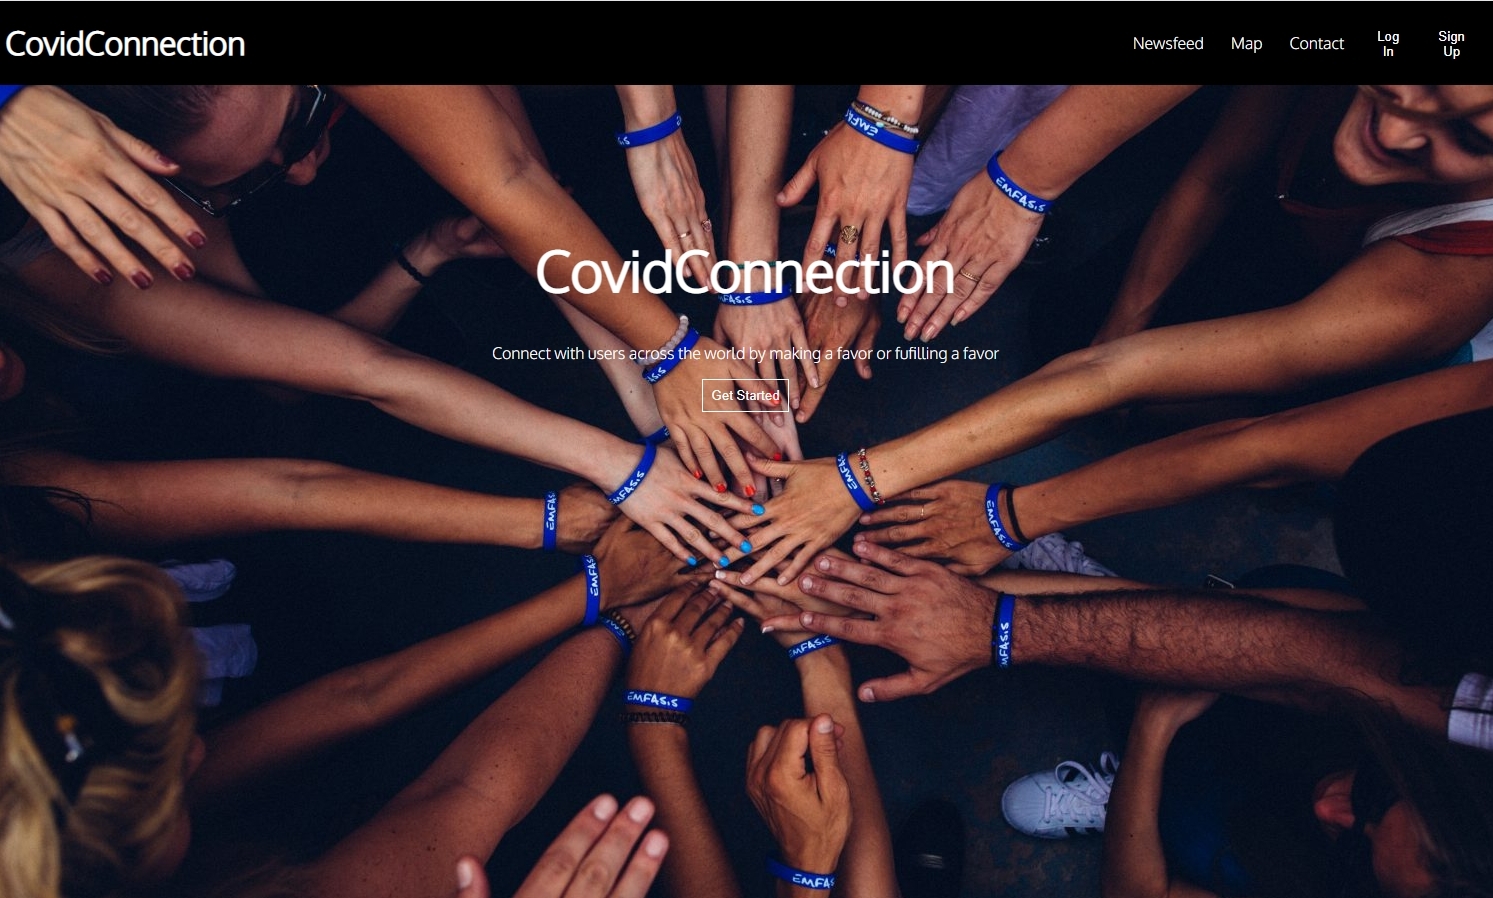 CovidConnection
Newsfeed
Map
Contact
Log
In
Sign
Up
EMFASIS
EMFASIS
CovidConnection
Connect with users across the world by making a favor or fufilling a favor
Get Started
EMFASIS
EMFASIS
EMFASIS
EMFASIS
EMFASIS
EMFASIS
EMFASIS